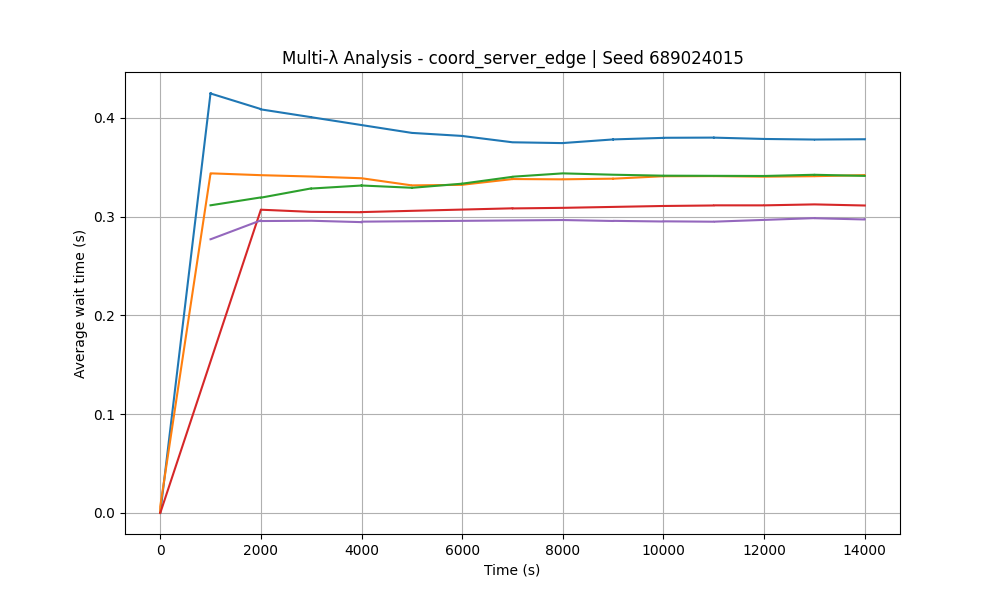 Multi-λ Analysis - coord_server_edge | Seed 689024015
Average wait time (s)
0.4
0.3
0.2
0.1
0.0
0 2000 4000 6000 8000 10000 12000 14000
Time (s)